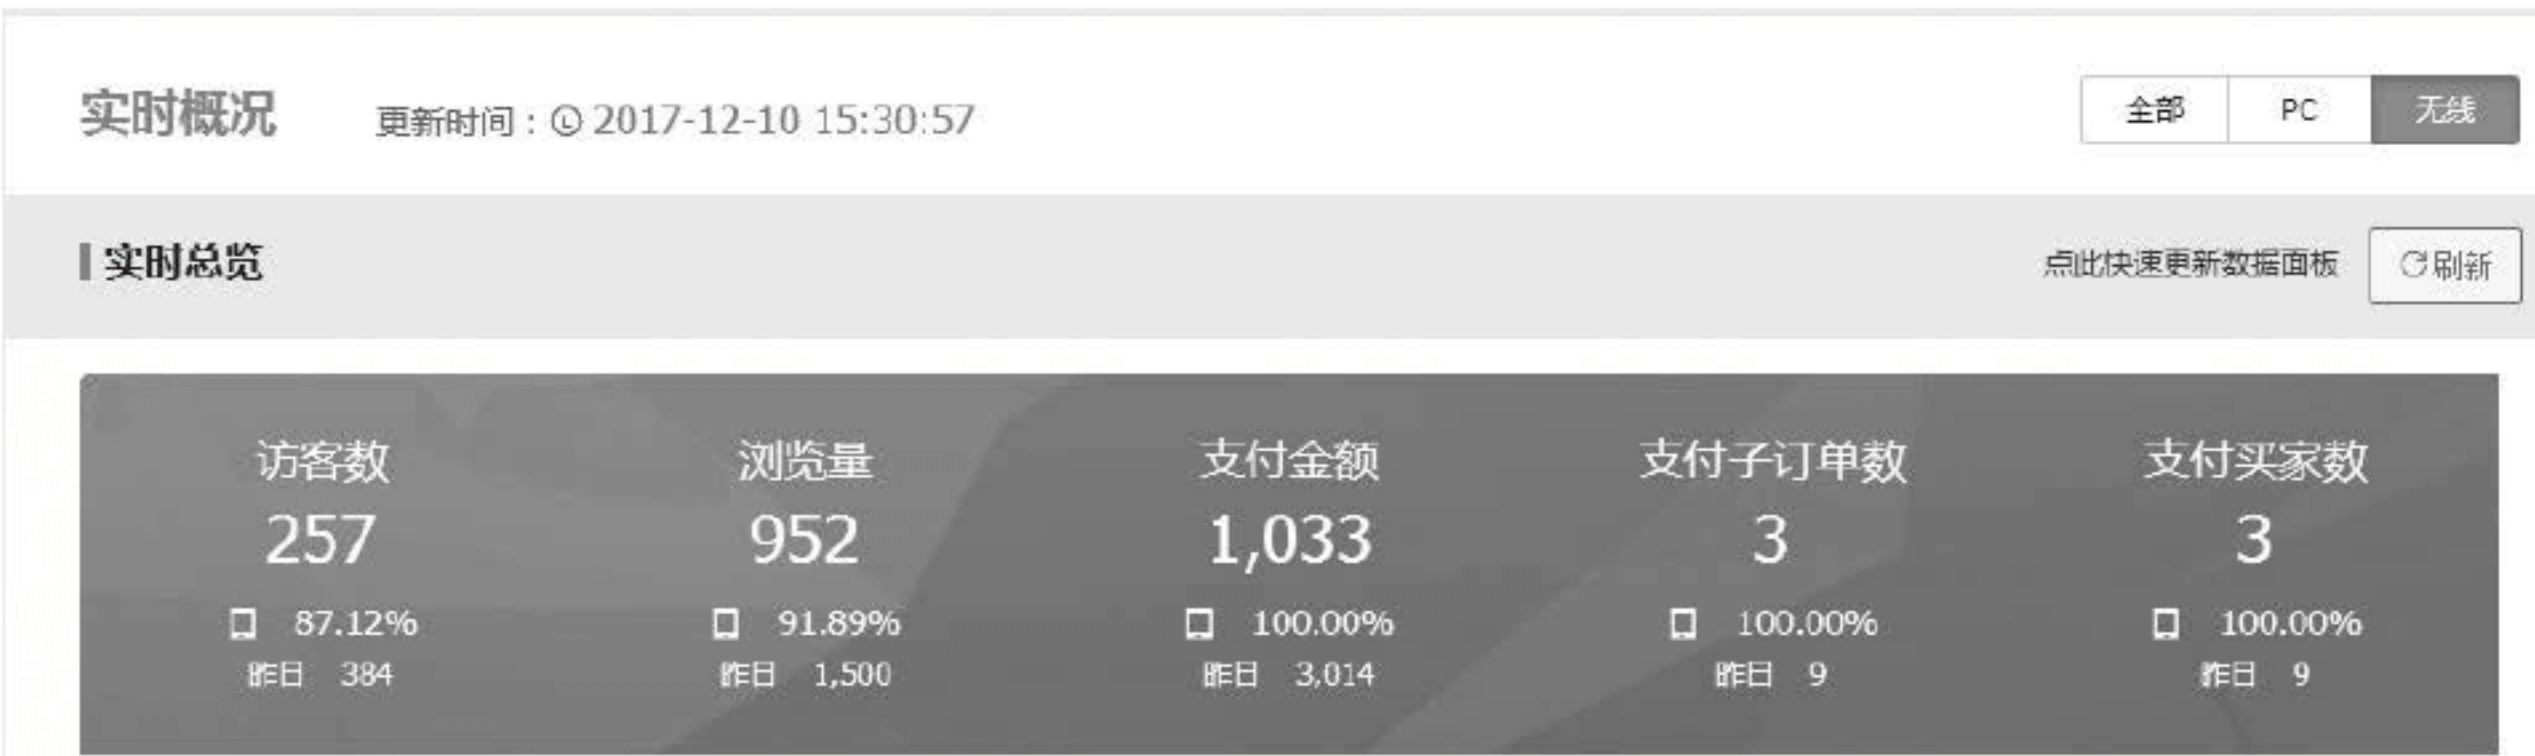 实时概况 更新时间：2017-12-10 15:30:57 全部 PC 无线
实时总览 点此快速更新数据面板 刷新
访客数 浏览量 支付金额 支付子订单数 支付买家数
257 952 1,033 3 3
87.12% 91.89% 100.00% 100.00% 100.00%
昨日 384 昨日 1,500 昨日 3,014 昨日 9 昨日 9